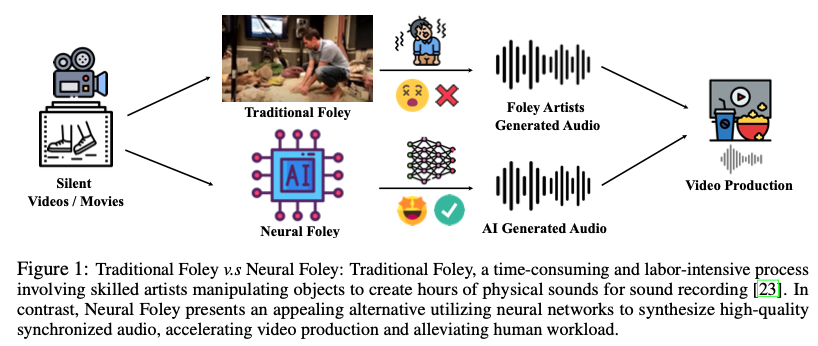 Traditional Foley
Foley Artists
Generated Audio
Silent
Videos / Movies
AI
Neural Foley
AI Generated Audio
Video Production
Figure 1: Traditional Foley v.s Neural Foley: Traditional Foley, a time-consuming and labor-intensive process
involving skilled artists manipulating objects to create hours of physical sounds for sound recording [23]. In
contrast, Neural Foley presents an appealing alternative utilizing neural networks to synthesize high-quality
synchronized audio, accelerating video production and alleviating human workload.